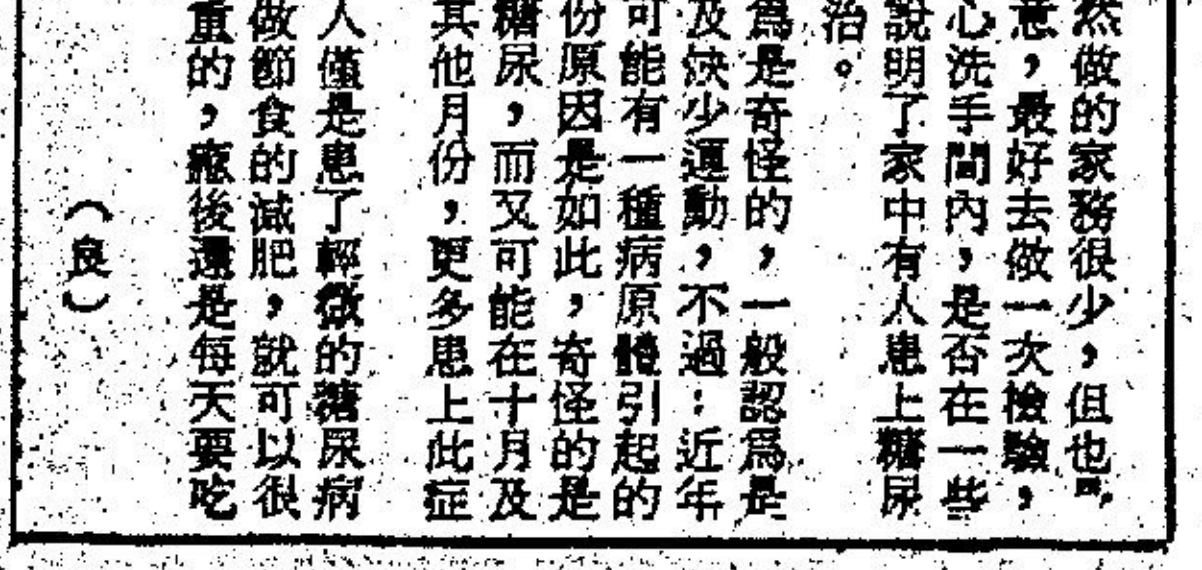 然做的家務很少，但也
意，最好去做一次檢驗，
心洗手間內，是否在一些
說明了家中有人患上糖尿
治。
爲是奇怪的，一般認爲是
及缺少運動，不過：近年
可能有一種病原體引起的
份原因是如此，奇怪的是
糖尿，而又可能在十月及
其他月份，更多患上此症
人僅是患了輕微的糖尿病
做節食的減肥，就可以很
重的，癒後還是每天要吃
（良）